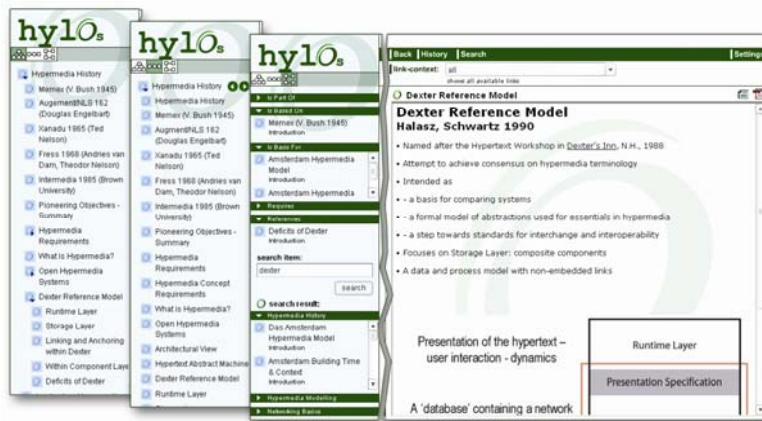 hylOs
Hypermedia History
Memex (V. Bush 1945)
Augment/NLS 1&2
(Douglas Engelbart)
Xanadu 1965 (Ted
Nelson)
Fress 1968 (Andries van
Dam, Theodor Nelson)
Intermedia 1985 (Brown
University)
Pioneering Objectives -
Summary
Hypermedia
Requirements
What is Hypermedia?
Open Hypermedia
Systems
Dexter Reference Model
Runtime Layer
Storage Layer
Linking and Anchoring
within Dexter
Within Component Laye
Deficits of Dexter
hylOs
Hypermedia History
Hypermedia History
Memex (V. Bush 1945)
Augment/NLS 1&2
(Douglas Engelbart)
Xanadu 1965 (Ted
Nelson)
Fress 1968 (Andries van
Dam, Theodor Nelson)
Intermedia 1985 (Brown
University)
Pioneering Objectives -
Summary
Hypermedia
Requirements
Hypermedia Concept
Requirements
What is Hypermedia?
Open Hypermedia
Systems
Architectural View
Hypertext Abstract Machine
Dexter Reference Model
Runtime Layer
hylOs
Is Part Of
Is Based On
Memex (V. Bush 1945)
Introduction
Is Basis For
Amsterdam Hypermedia
Model
Introduction
Amsterdam Hypermedia
Requires
References
Deficits of Dexter
Introduction
search item:
dexter
search
search result:
Hypermedia History
Das Amsterdam
Hypermedia Model
Introduction
Amsterdam Building Time
& Context
Introduction
Hypermedia Modelling
Networking Basics
Back History Search Settings
link-context: all
show all available links
Dexter Reference Model
Dexter Reference Model
Halasz, Schwartz 1990
• Named after the Hypertext Workshop in Dexter's Inn, N.H., 1988
• Attempt to achieve consensus on hypermedia terminology
• Intended as
• - a basis for comparing systems
• - a formal model of abstractions used for essentials in hypermedia
• - a step towards standards for interchange and interoperability
• Focuses on Storage Layer: composite components
• A data and process model with non-embedded links
Presentation of the hypertext –
user interaction - dynamics
Runtime Layer
Presentation Specification
A 'database' containing a network